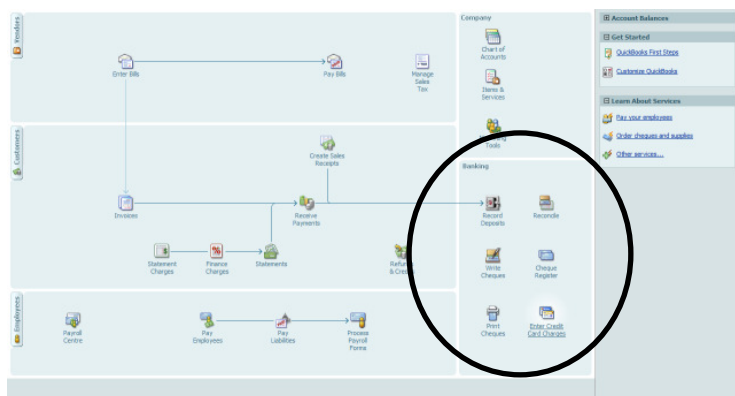 Vendors
Enter Bills
Pay Bills
Manage
Sales
Tax
Customers
Create Sales
Receipts
Invoices
Receive
Payments
Statement
Charges
Finance
Charges
Statements
& Credits
Employees
Payroll
Centre
Pay
Employees
Pay
Liabilities
Process
Payroll
Forms
Company
Chart of
Accounts
Items &
Services
Tools
Banking
Record
Deposits
Reconcile
Write
Cheques
Cheque
Register
Print
Cheques
Enter Credit
Card Charges
Account Balances
Get Started
QuickBooks First Steps
Customize QuickBooks
Learn About Services
Pay your employees
Order cheques and supplies
Other services...